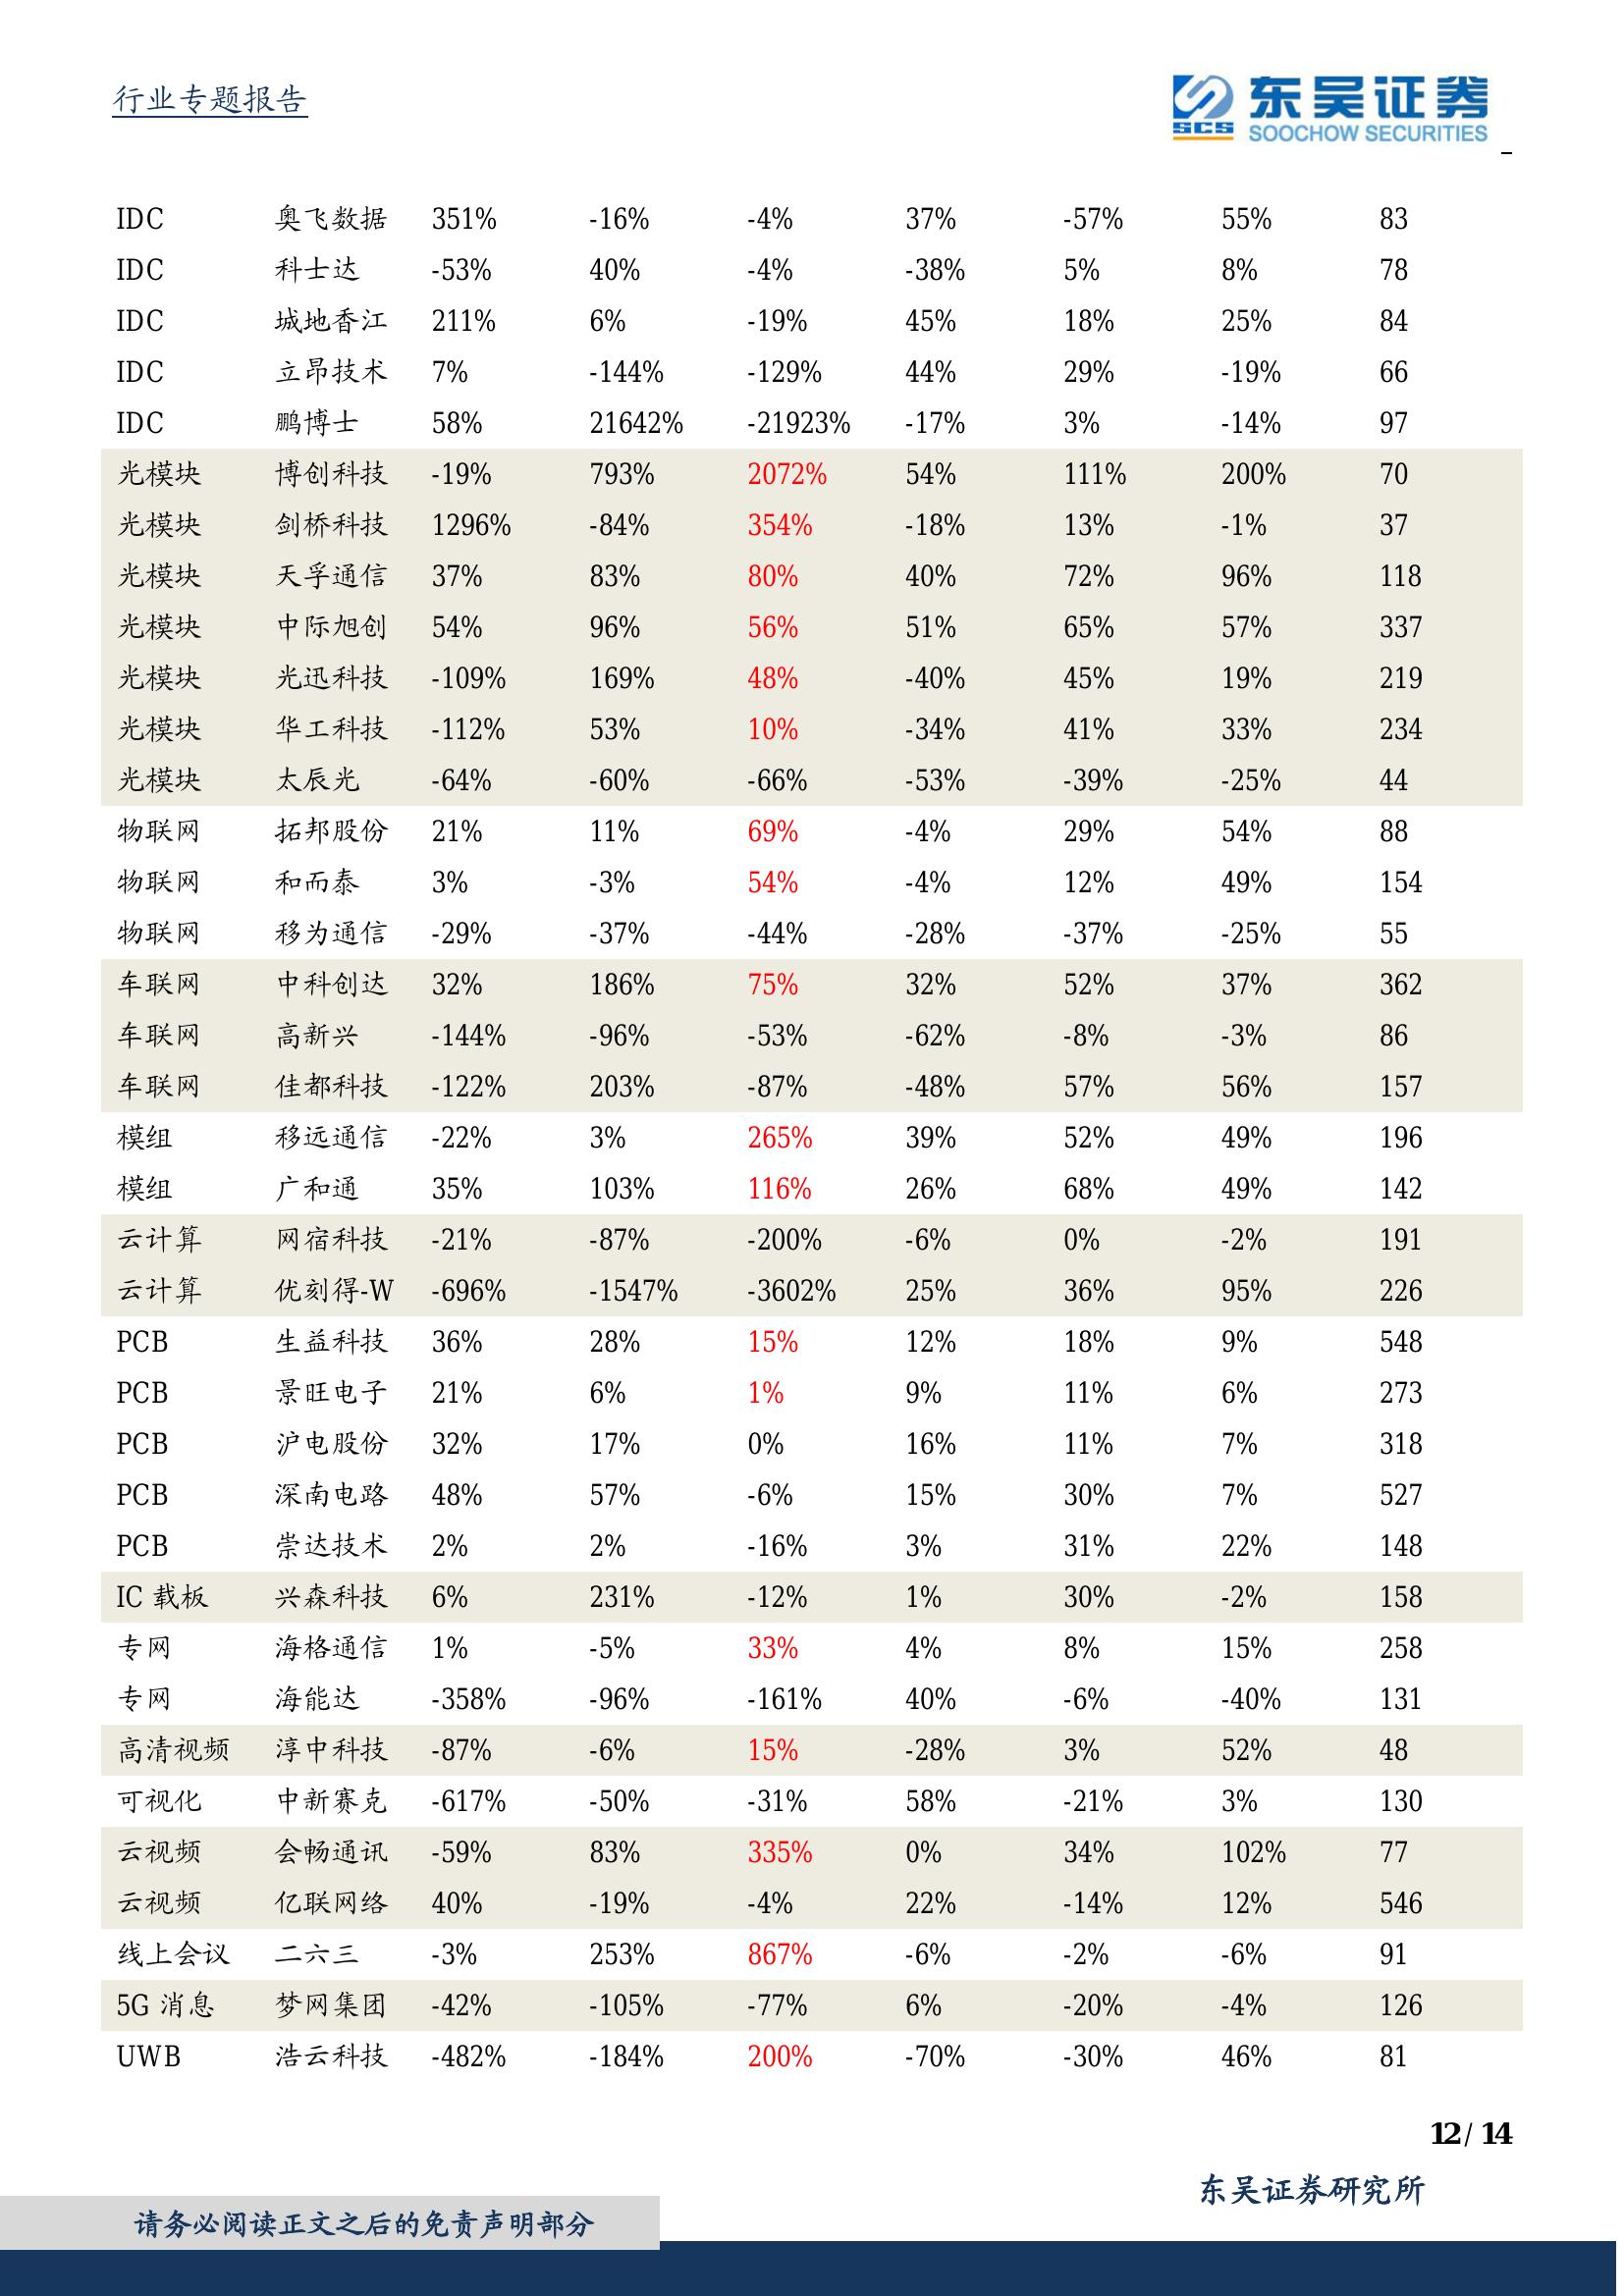 行业专题报告
SCS 东吴证券
SOOCHOW SECURITIES
IDC 奥飞数据 351% -16% -4% 37% -57% 55% 83
IDC 科士达 -53% 40% -4% -38% 5% 8% 78
IDC 城地香江 211% 6% -19% 45% 18% 25% 84
IDC 立昂技术 7% -144% -129% 44% 29% -19% 66
IDC 鹏博士 58% 21642% -21923% -17% 3% -14% 97
光模块 博创科技 -19% 793% 2072% 54% 111% 200% 70
光模块 剑桥科技 1296% -84% 354% -18% 13% -1% 37
光模块 天孚通信 37% 83% 80% 40% 72% 96% 118
光模块 中际旭创 54% 96% 56% 51% 65% 57% 337
光模块 光迅科技 -109% 169% 48% -40% 45% 19% 219
光模块 华工科技 -112% 53% 10% -34% 41% 33% 234
光模块 太辰光 -64% -60% -66% -53% -39% -25% 44
物联网 拓邦股份 21% 11% 69% -4% 29% 54% 88
物联网 和而泰 3% -3% 54% -4% 12% 49% 154
物联网 移为通信 -29% -37% -44% -28% -37% -25% 55
车联网 中科创达 32% 186% 75% 32% 52% 37% 362
车联网 高新兴 -144% -96% -53% -62% -8% -3% 86
车联网 佳都科技 -122% 203% -87% -48% 57% 56% 157
模组 移远通信 -22% 3% 265% 39% 52% 49% 196
模组 广和通 35% 103% 116% 26% 68% 49% 142
云计算 网宿科技 -21% -87% -200% -6% 0% -2% 191
云计算 优刻得-W -696% -1547% -3602% 25% 36% 95% 226
PCB 生益科技 36% 28% 15% 12% 18% 9% 548
PCB 景旺电子 21% 6% 1% 9% 11% 6% 273
PCB 沪电股份 32% 17% 0% 16% 11% 7% 318
PCB 深南电路 48% 57% -6% 15% 30% 7% 527
PCB 崇达技术 2% 2% -16% 3% 31% 22% 148
IC 载板 兴森科技 6% 231% -12% 1% 30% -2% 158
专网 海格通信 1% -5% 33% 4% 8% 15% 258
专网 海能达 -358% -96% -161% 40% -6% -40% 131
高清视频 淳中科技 -87% -6% 15% -28% 3% 52% 48
可视化 中新赛克 -617% -50% -31% 58% -21% 3% 130
云视频 会畅通讯 -59% 83% 335% 0% 34% 102% 77
云视频 亿联网络 40% -19% -4% 22% -14% 12% 546
线上会议 二六三 -3% 253% 867% -6% -2% -6% 91
5G 消息 梦网集团 -42% -105% -77% 6% -20% -4% 126
UWB 浩云科技 -482% -184% 200% -70% -30% 46% 81
12 / 14
东吴证券研究所
请务必阅读正文之后的免责声明部分